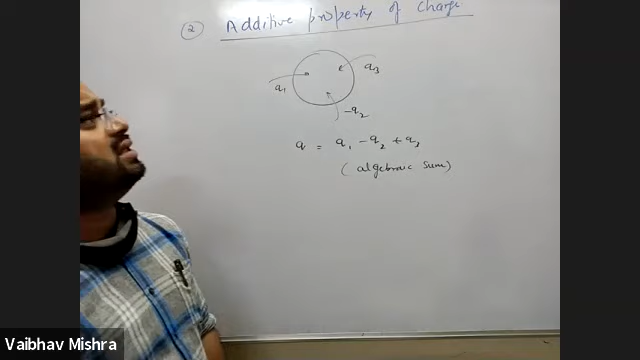 ② Additive property of charge
q₁
q₃
-q₂
q = q₁ - q₂ + q₃
(algebraic sum)
Vaibhav Mishra